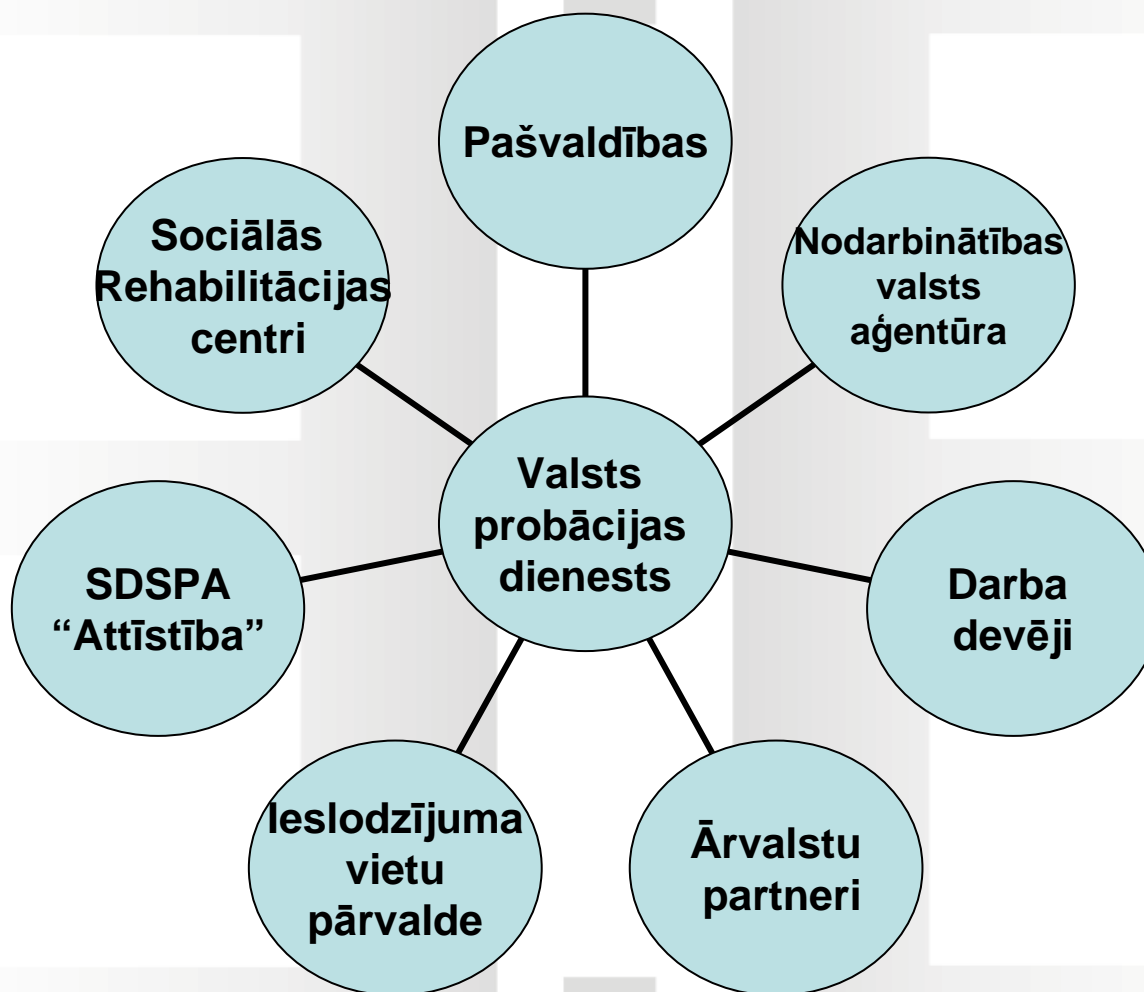 Pašvaldības
Sociālās
Rehabilitācijas
centri
Nodarbinātības
valsts
aģentūra
Valsts
probācijas
dienests
SDSPA
“Attīstība”
Darba
devēji
Ieslodzījuma
vietu
pārvalde
Ārvalstu
partneri